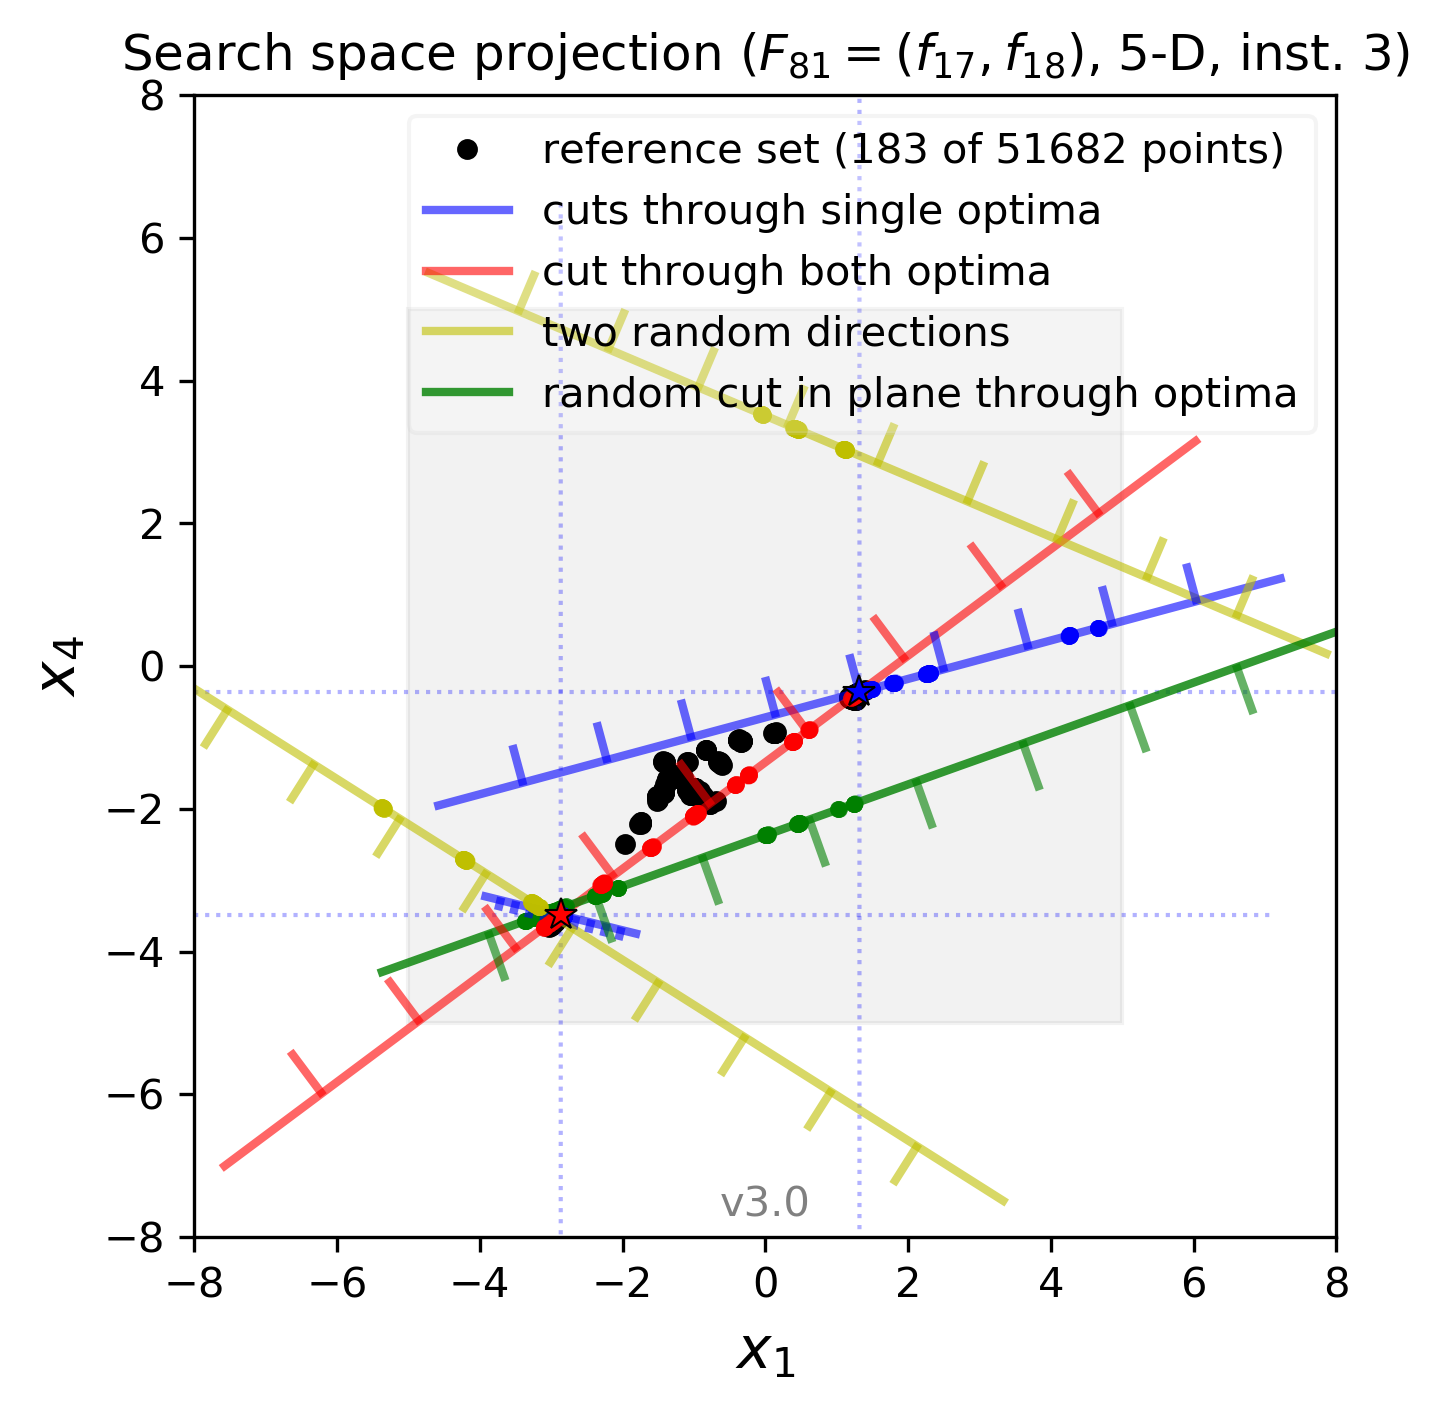 Search space projection (F₈₁ = (f₁₇, f₁₈), 5-D, inst. 3)
reference set (183 of 51682 points)
cuts through single optima
cut through both optima
two random directions
random cut in plane through optima
8
6
4
2
0
−2
−4
−6
−8
x₄
v3.0
−8 −6 −4 −2 0 2 4 6 8
x₁